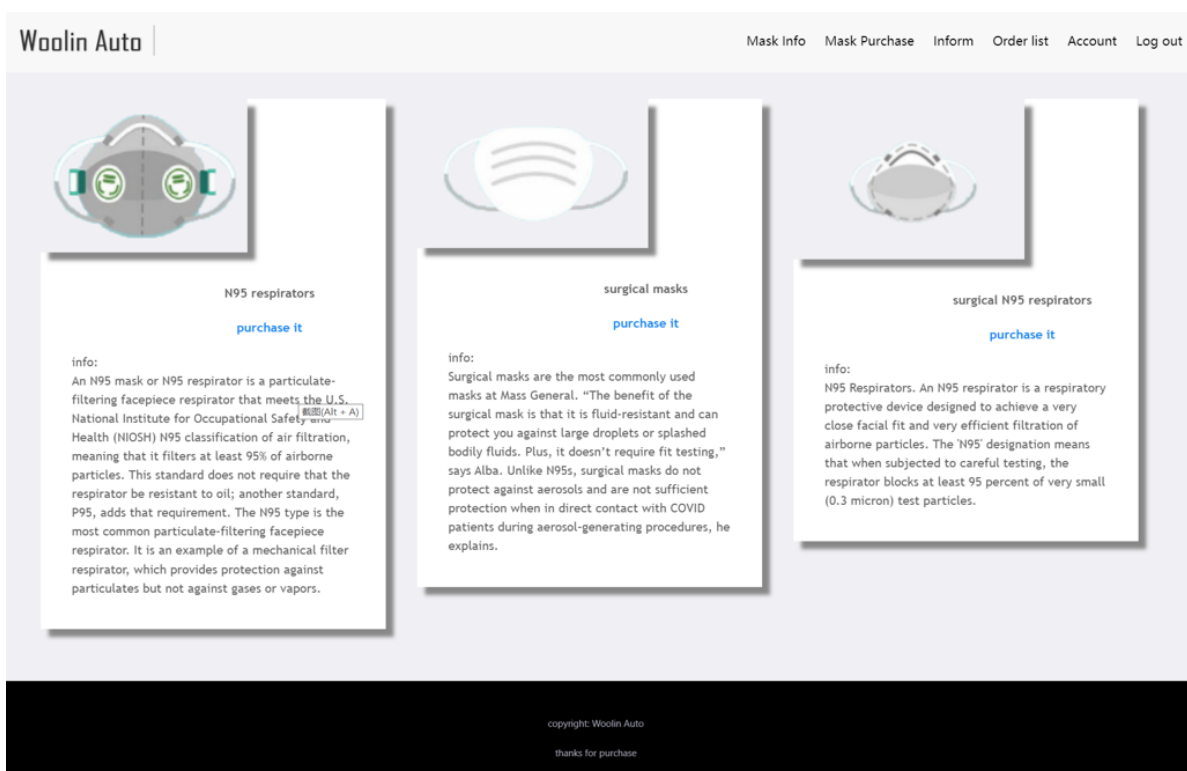 Woolin Auto
Mask Info Mask Purchase Inform Order list Account Log out
N95 respirators
purchase it
info:
An N95 mask or N95 respirator is a particulate-
filtering facepiece respirator that meets the U.S.
National Institute for Occupational Safety and
Health (NIOSH) N95 classification of air filtration,
meaning that it filters at least 95% of airborne
particles. This standard does not require that the
respirator be resistant to oil; another standard,
P95, adds that requirement. The N95 type is the
most common particulate-filtering facepiece
respirator. It is an example of a mechanical filter
respirator, which provides protection against
particulates but not against gases or vapors.
截图(Alt + A)
surgical masks
purchase it
info:
Surgical masks are the most commonly used
masks at Mass General. “The benefit of the
surgical mask is that it is fluid-resistant and can
protect you against large droplets or splashed
bodily fluids. Plus, it doesn’t require fit testing,”
says Alba. Unlike N95s, surgical masks do not
protect against aerosols and are not sufficient
protection when in direct contact with COVID
patients during aerosol-generating procedures, he
explains.
surgical N95 respirators
purchase it
info:
N95 Respirators. An N95 respirator is a respiratory
protective device designed to achieve a very
close facial fit and very efficient filtration of
airborne particles. The 'N95' designation means
that when subjected to careful testing, the
respirator blocks at least 95 percent of very small
(0.3 micron) test particles.
copyright: Woolin Auto
thanks for purchase